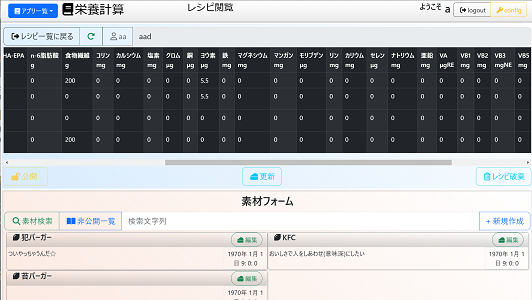 アプリ一覧 栄養計算 レシピ閲覧 ようこそ a logout config
レシピ一覧に戻る aa aad
HA-EPA n-6脂肪酸 食物繊維 コリン カルシウム 塩素 クロム 銅 ヨウ素 鉄 マグネシウム マンガン モリブデン リン カリウム セレン ナトリウム 亜鉛 VA VB1 VB2 VB3 VB5
g g mg mg mg μg μg μg mg mg mg μg mg mg μg mg mg μgRE mg mg mgNE mg
0 200 0 0 0 0 0 5.5 0 0 0 0 0 0 0 0 0 0 0 0 0 0
0 0 0 0 0 0 0 5.5 0 0 0 0 0 0 0 0 0 0 0 0 0 0
0 0 0 0 0 0 0 0 0 0 0 0 0 0 0 0 0 0 0 0 0 0
0 200 0 0 0 0 0 5.5 0 0 0 0 0 0 0 0 0 0 0 0 0 0
公開 更新 レシピ破棄
素材フォーム
素材検索 非公開一覧 検索文字列 + 新規作成
犯バーガー 編集 KFC 編集
ついやっちゃうんだ☆ 1970年 1月 1 おいしさで人をしあわせ(意味深)にしたい 1970年 1月 1
日 9: 0: 0 日 9: 0: 0
苔バーガー 編集
1970年 1月 1